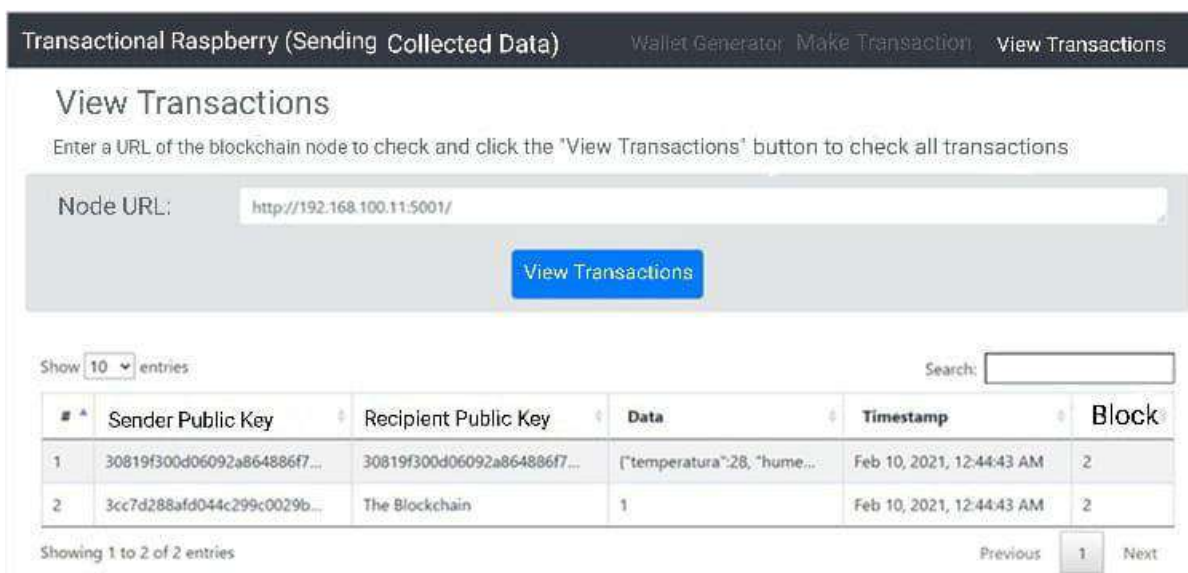 Transactional Raspberry (Sending Collected Data) Wallet Generator Make Transaction View Transactions
View Transactions
Enter a URL of the blockchain node to check and click the "View Transactions" button to check all transactions
Node URL: http://192.168.100.11:5001/
View Transactions
Show 10 entries Search:
# Sender Public Key Recipient Public Key Data Timestamp Block
1 30819f300d06092a864886f7... 30819f300d06092a864886f7... {"temperatura":28, "hume... Feb 10, 2021, 12:44:43 AM 2
2 3cc7d288afd044c299c0029b... The Blockchain 1 Feb 10, 2021, 12:44:43 AM 2
Showing 1 to 2 of 2 entries Previous 1 Next